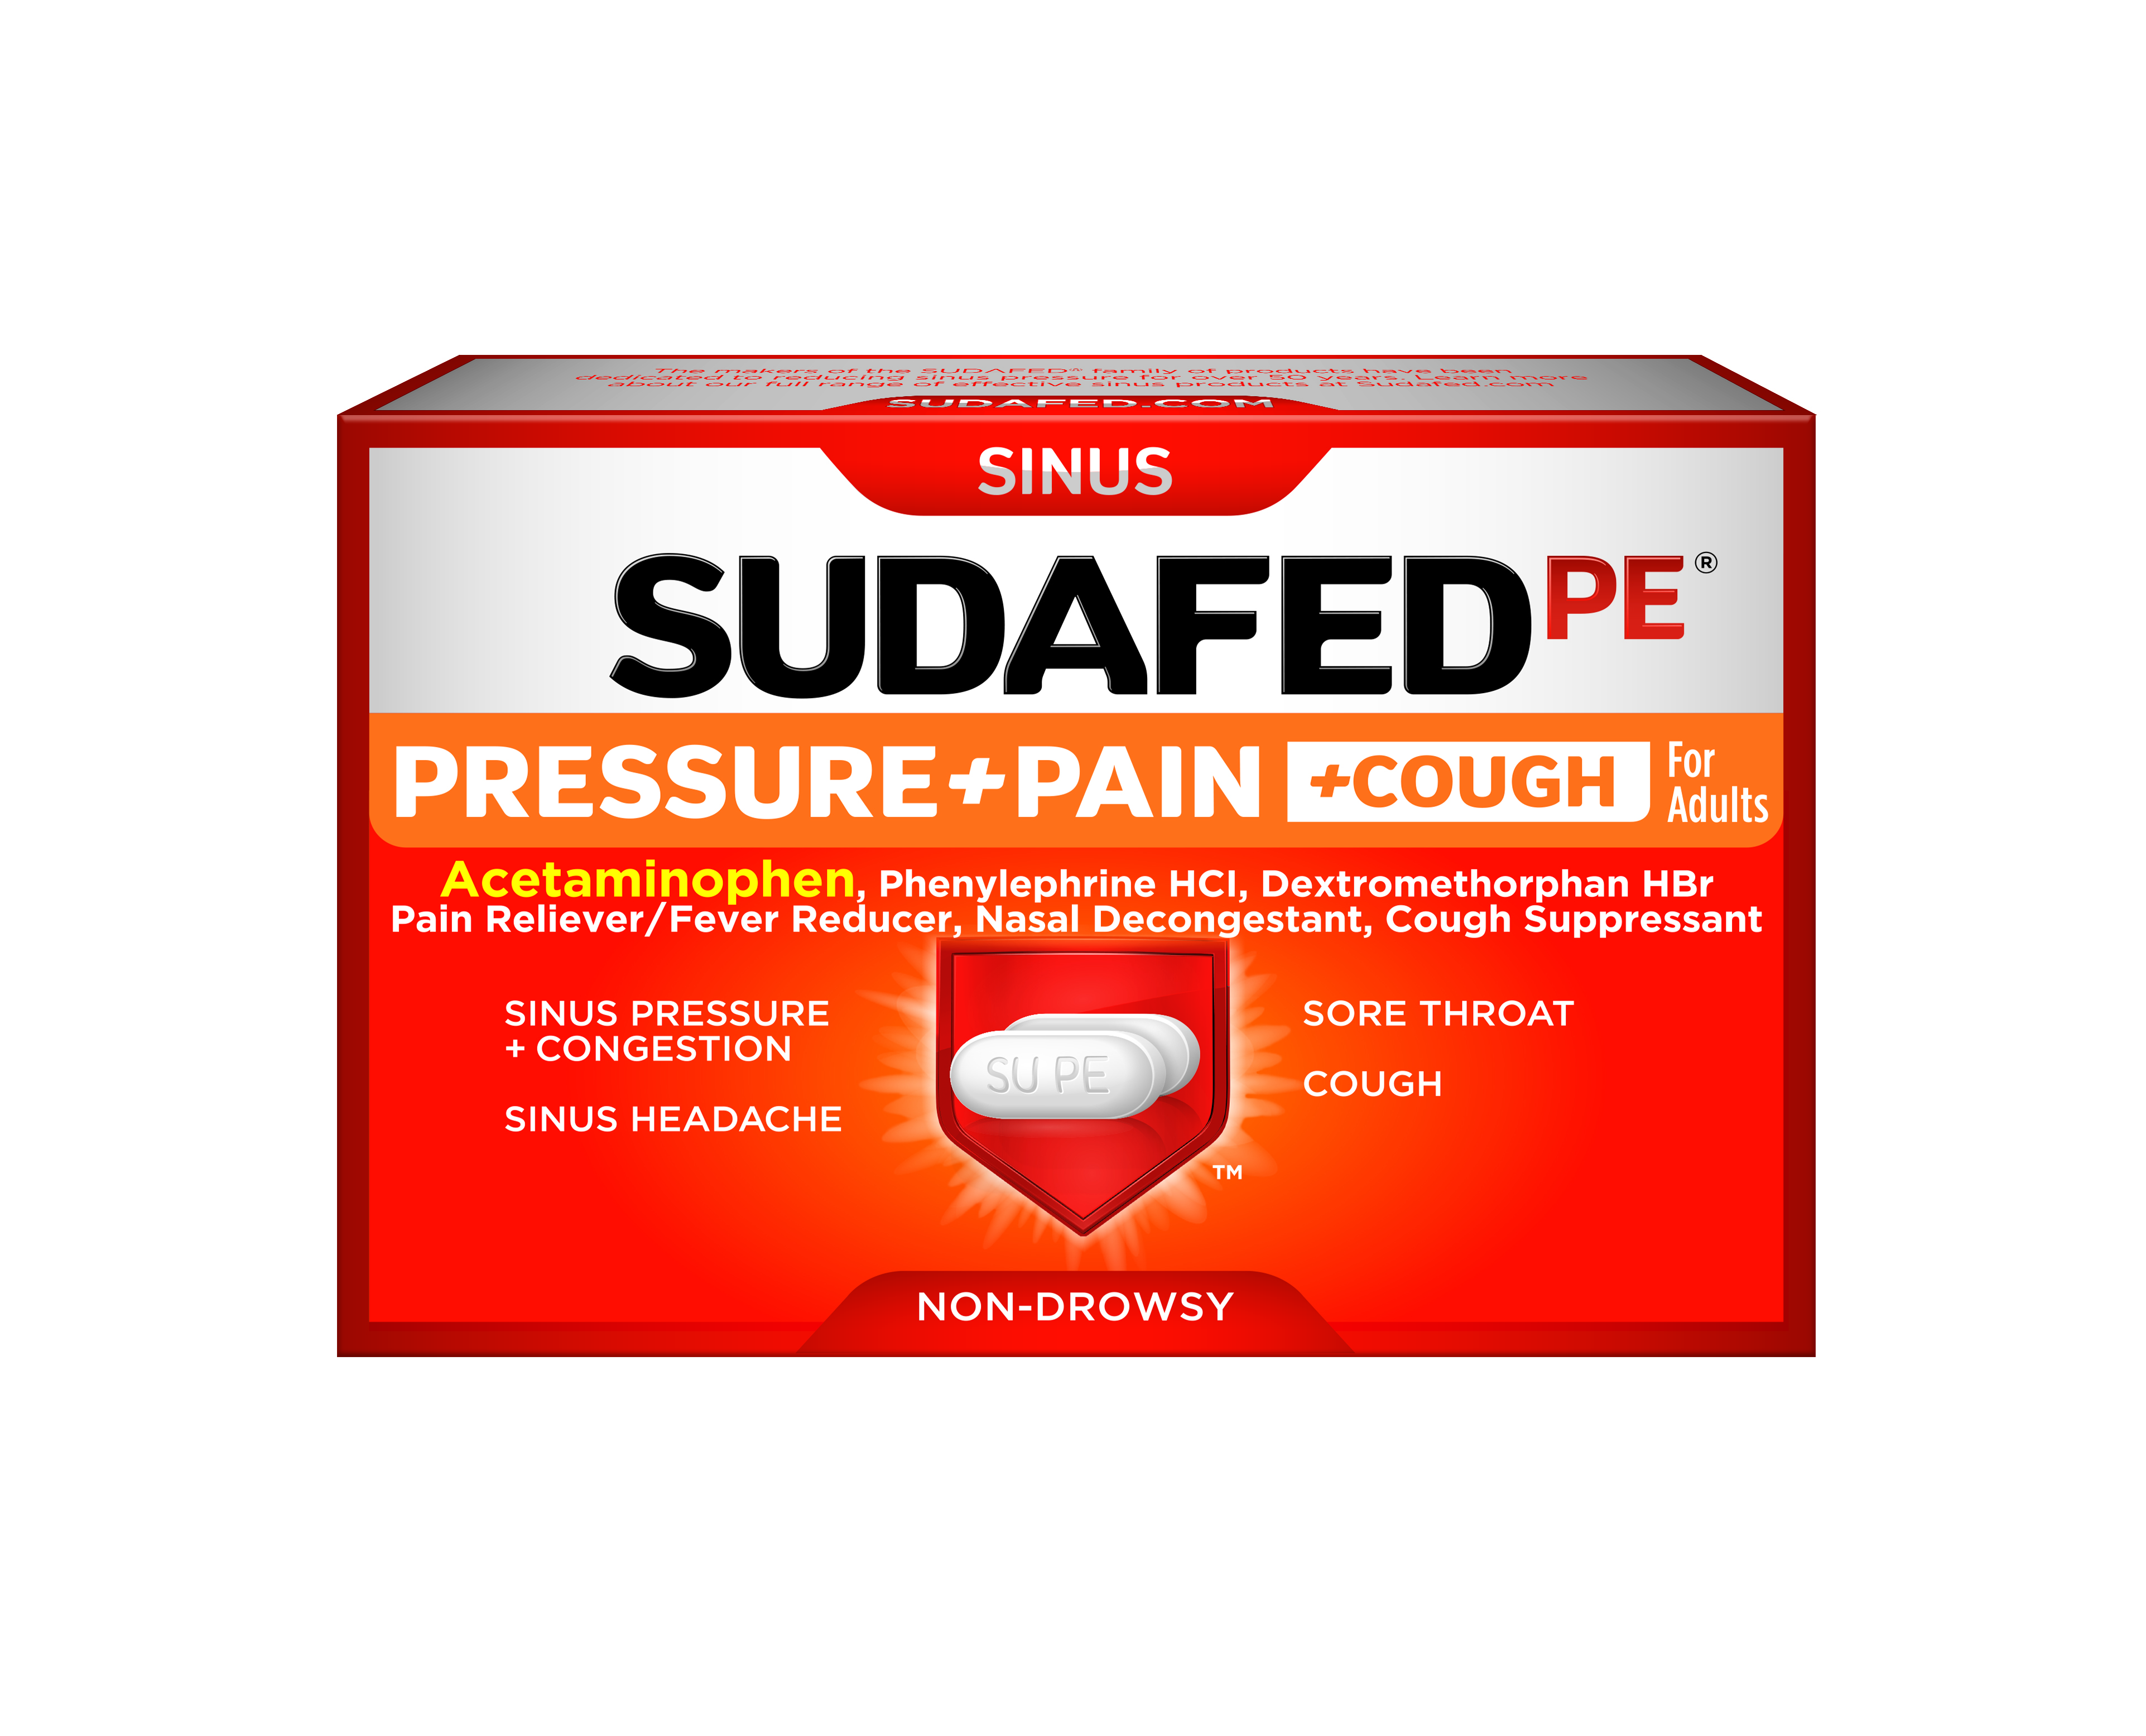 The makers of the SUDAFED® family of products have been
dedicated to reducing sinus pressure for over 50 years. Learn more
about our full range of effective sinus products at Sudafed.com
SUDAFED.COM
SINUS
SUDAFED PE®
PRESSURE+PAIN +COUGH For Adults
Acetaminophen, Phenylephrine HCl, Dextromethorphan HBr
Pain Reliever/Fever Reducer, Nasal Decongestant, Cough Suppressant
SINUS PRESSURE
+ CONGESTION
SINUS HEADACHE
SU PE
TM
SORE THROAT
COUGH
NON-DROWSY